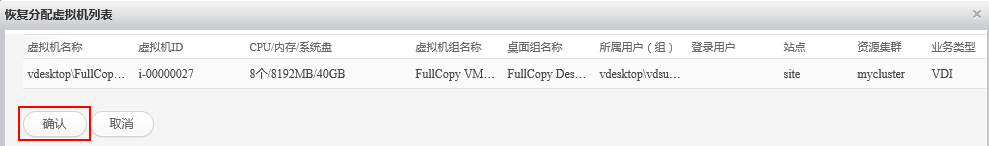 恢复分配虚拟机列表
虚拟机名称 虚拟机ID CPU/内存/系统盘 虚拟机组名称 桌面组名称 所属用户（组） 登录用户 站点 资源集群 业务类型
vdesktop\FullCop… i-00000027 8个/8192MB/40GB FullCopy VM… FullCopy Des… vdesktop\vdsu… site mycluster VDI
确认 取消